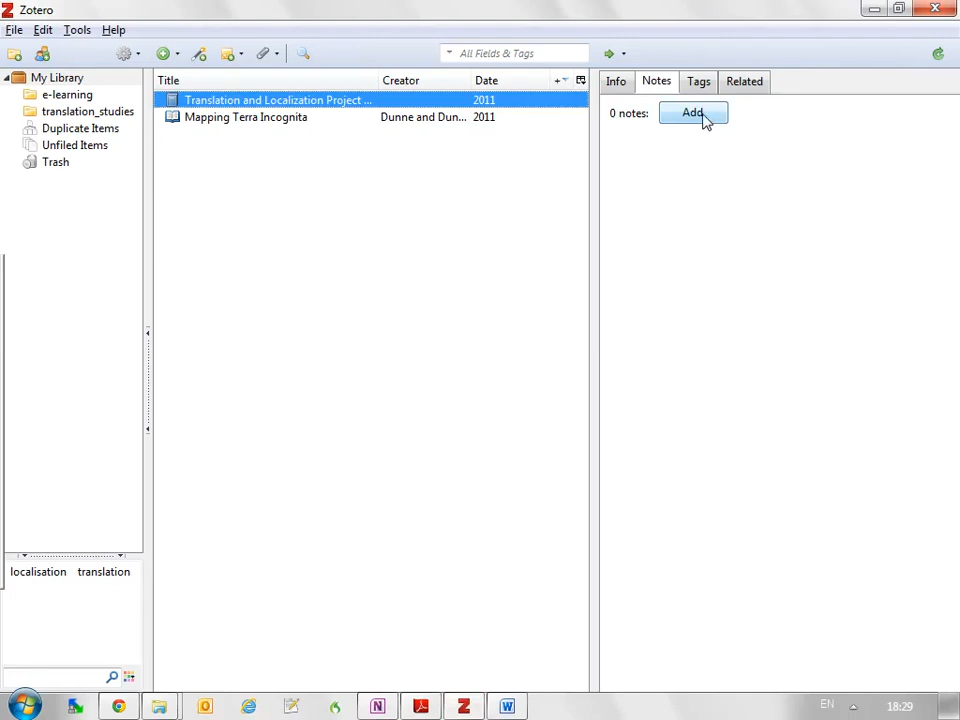 Zotero
File Edit Tools Help
All Fields & Tags
My Library
e-learning
translation_studies
Duplicate Items
Unfiled Items
Trash
Title Creator Date
Translation and Localization Project ... 2011
Mapping Terra Incognita Dunne and Dun... 2011
Info Notes Tags Related
0 notes: Add
localisation translation
EN 18:29